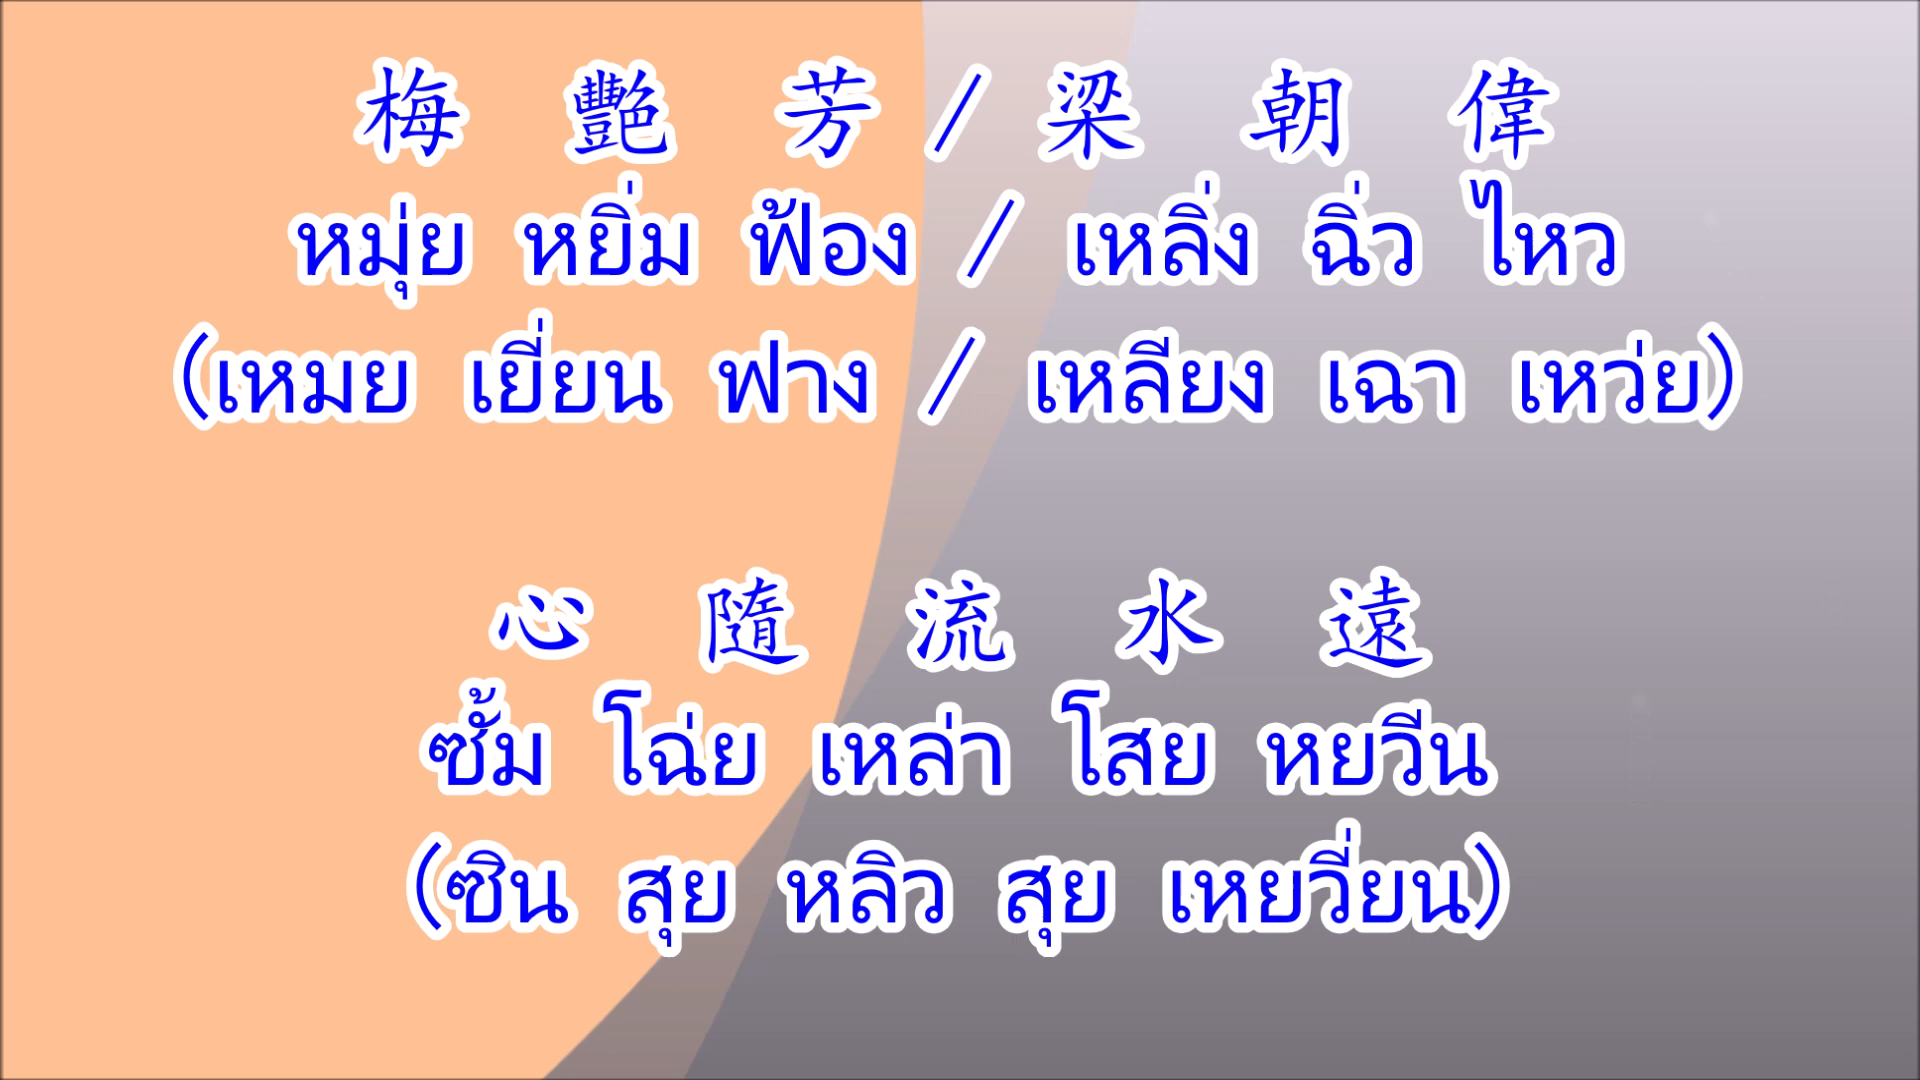 梅 艷 芳 / 梁 朝 偉
หมุ่ย หยิ่ม ฟ้อง / เหลิ่ง ฉิ่ว ไหว
(เหมย เยี่ยน ฟาง / เหลียง เฉา เหว่ย)
心 隨 流 水 遠
ซั้ม โฉ่ย เหล่า โสย หยวีน
(ซิน สุย หลิว สุ่ย เหยวี่ยน)